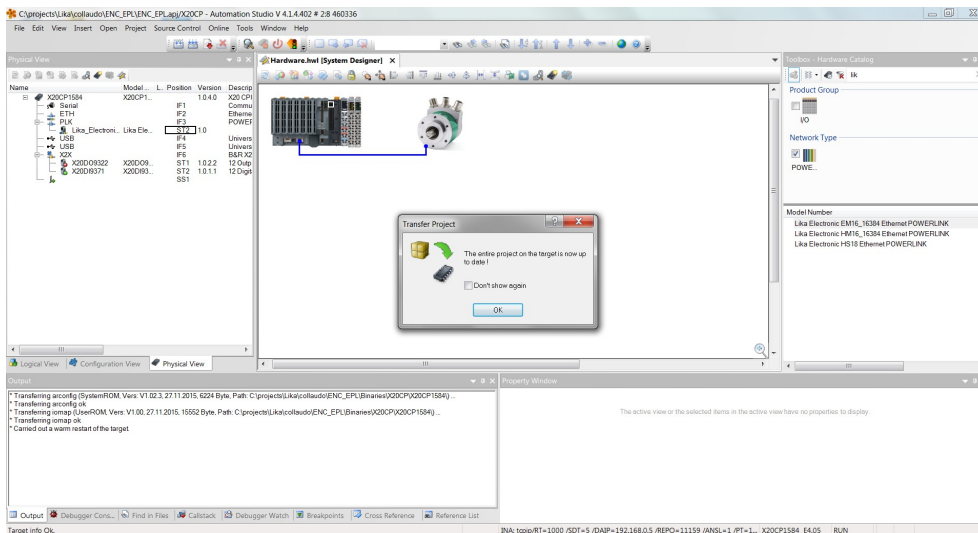 C:\projects\Lika\collaudo\ENC_EPL\ENC_EPL.apj/X20CP - Automation Studio V 4.1.4.402 # 2:8 460336
File Edit View Insert Open Project Source Control Online Tools Window Help
Physical View
Hardware.hwl [System Designer] X
Toolbox - Hardware Catalog
lik
Name Model ... L.. Position Version Descrip
X20CP1584 X20CP1... 1.0.4.0 X20 CPI
Serial IF1 Commu
ETH IF2 Etherne
PLK IF3 POWEF
Lika_Electroni... Lika Ele... ST2 1.0
USB IF4 Univers
USB IF5 Univers
X2X IF6 B&R X2
X20DO9322 X20DO9... ST1 1.0.2.2 12 Outp
X20DI9371 X20DI93... ST2 1.0.1.1 12 Digit
SS1
Product Group
I/O
Network Type
POWE...
Model Number
Lika Electronic EM16_16384 Ethernet POWERLINK
Lika Electronic HM16_16384 Ethernet POWERLINK
Lika Electronic HS18 Ethernet POWERLINK
Transfer Project
The entire project on the target is now up
to date !
Don't show again
OK
Logical View Configuration View Physical View
Output
* Transferring arconfig (SystemROM, Vers: V1.02.3, 27.11.2015, 6224 Byte, Path: C:\projects\Lika\collaudo\ENC_EPL\Binaries\X20CP\X20CP1584\) ...
* Transferring arconfig ok
* Transferring iomap (UserROM, Vers: V1.00, 27.11.2015, 15552 Byte, Path: C:\projects\Lika\collaudo\ENC_EPL\Binaries\X20CP\X20CP1584\) ...
* Transferring iomap ok
* Carried out a warm restart of the target.
Property Window
The active view or the selected items in the active view have no properties to display
Output Debugger Cons... Find in Files Callstack Debugger Watch Breakpoints Cross Reference Reference List
Target info Ok. INA: tcpip/RT=1000 /SDT=5 /DAIP=192.168.0.5 /REPO=11159 /ANSL=1 /PT=1... X20CP1584 E4.05 RUN